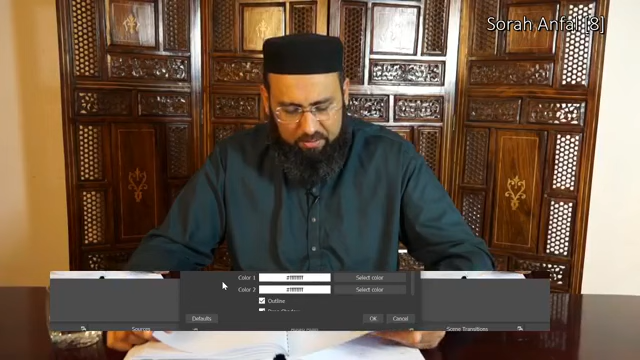 Sorah Anfal:[8]
Color 1 #ffffffff Select color
Color 2 #ffffffff Select color
Outline
Defaults OK Cancel
Sources Scene Transitions